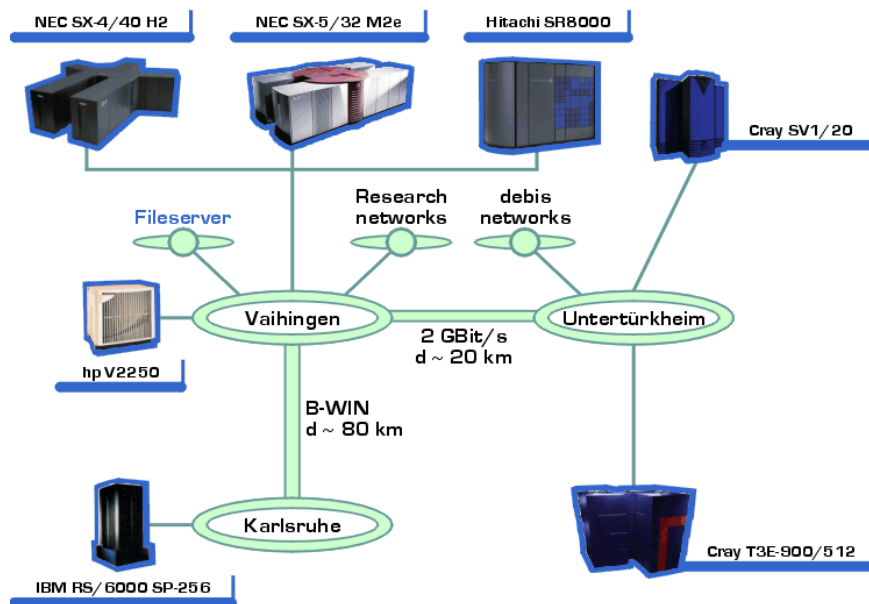 NEC SX-4/40 H2
NEC SX-5/32 M2e
Hitachi SR8000
Cray SV1/20
Fileserver
Research
networks
debis
networks
Vaihingen
Untertürkheim
2 GBit/s
d ~ 20 km
hp V2250
B-WIN
d ~ 80 km
Karlsruhe
Cray T3E-900/512
IBM RS/6000 SP-256